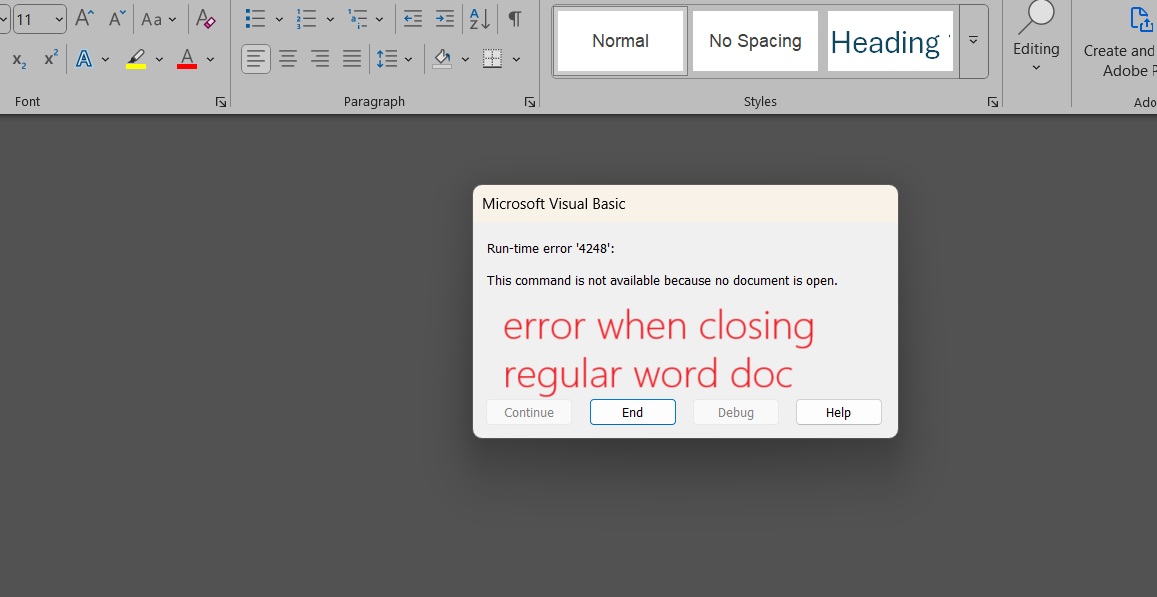 11
Aa
Normal
No Spacing
Heading
Editing
Create and
Adobe P
Font
Paragraph
Styles
Ado
Microsoft Visual Basic
Run-time error '4248':
This command is not available because no document is open.
error when closing
regular word doc
Continue
End
Debug
Help